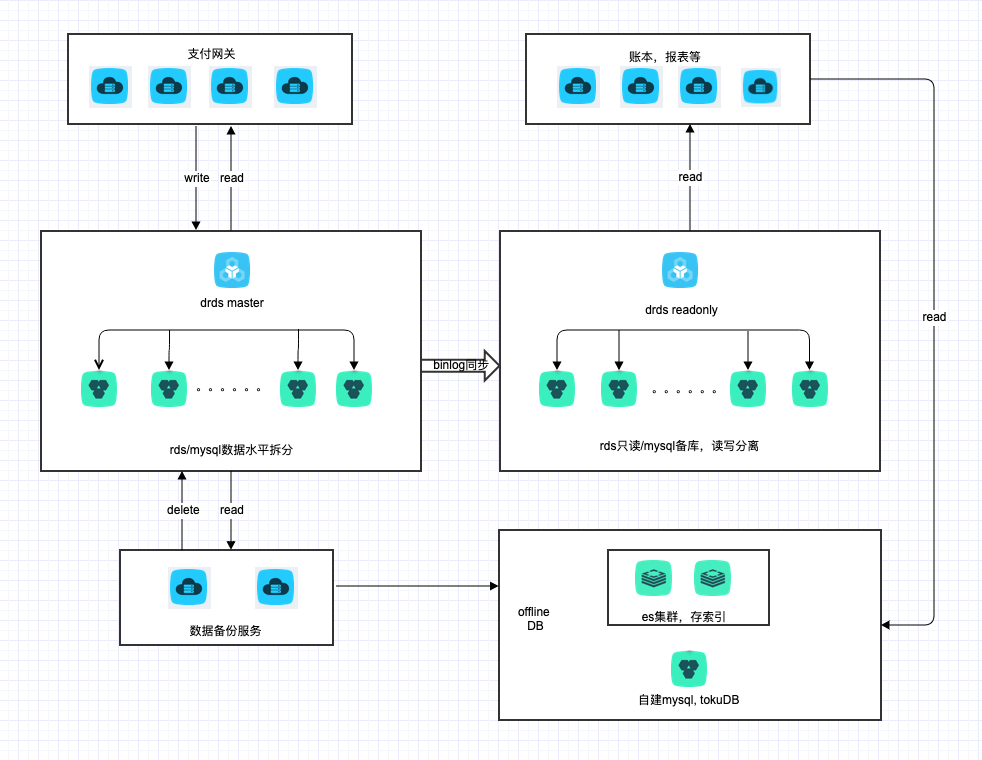 支付网关
账本，报表等
write
read
read
drds master
drds readonly
read
binlog同步
rds/mysql数据水平拆分
rds只读/mysql备库，读写分离
delete
read
数据备份服务
offline
DB
es集群，存索引
自建mysql, tokuDB